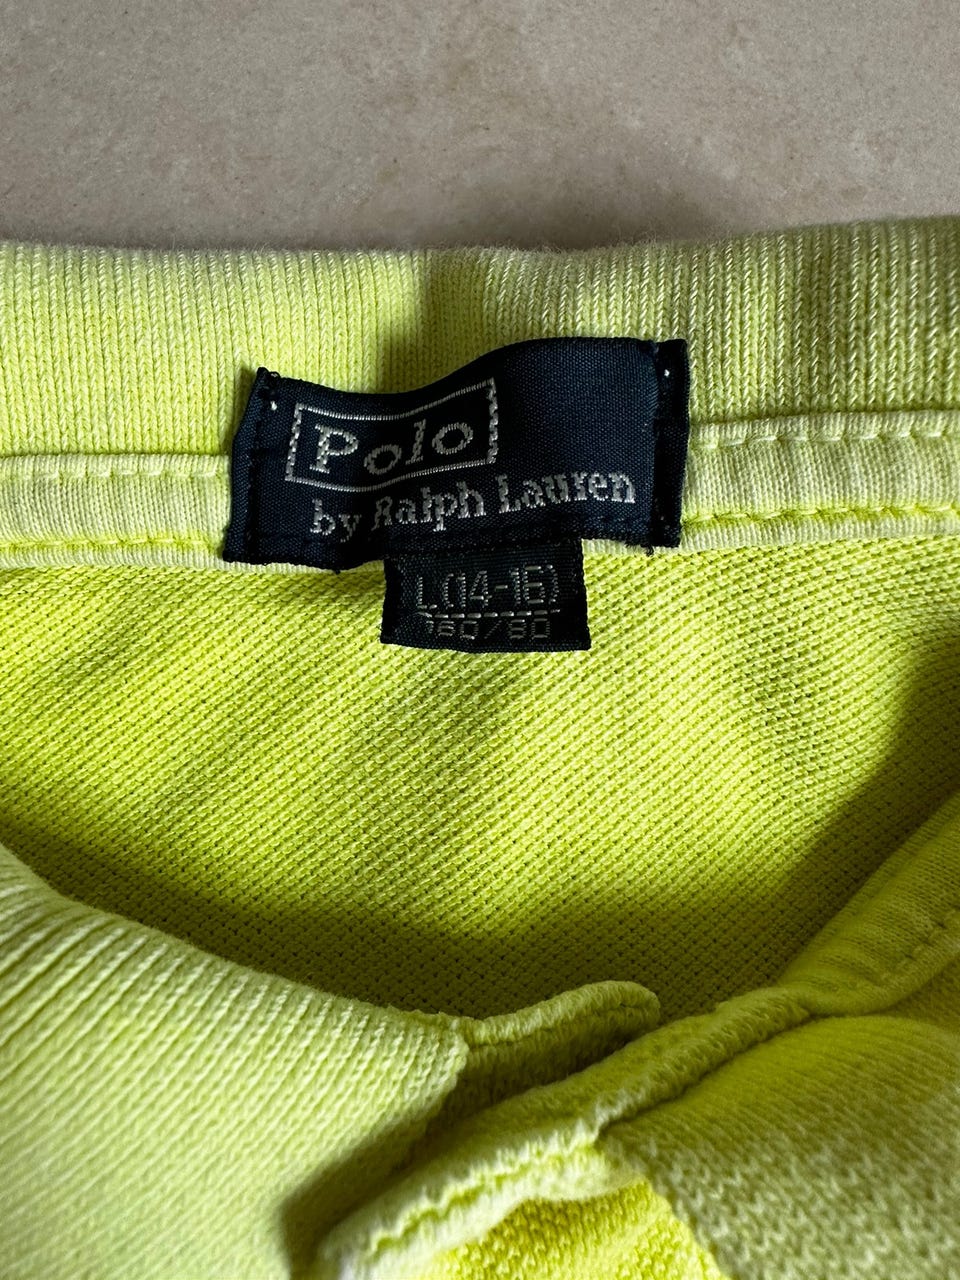 Polo
by Ralph Lauren
L(14-16)
160/80